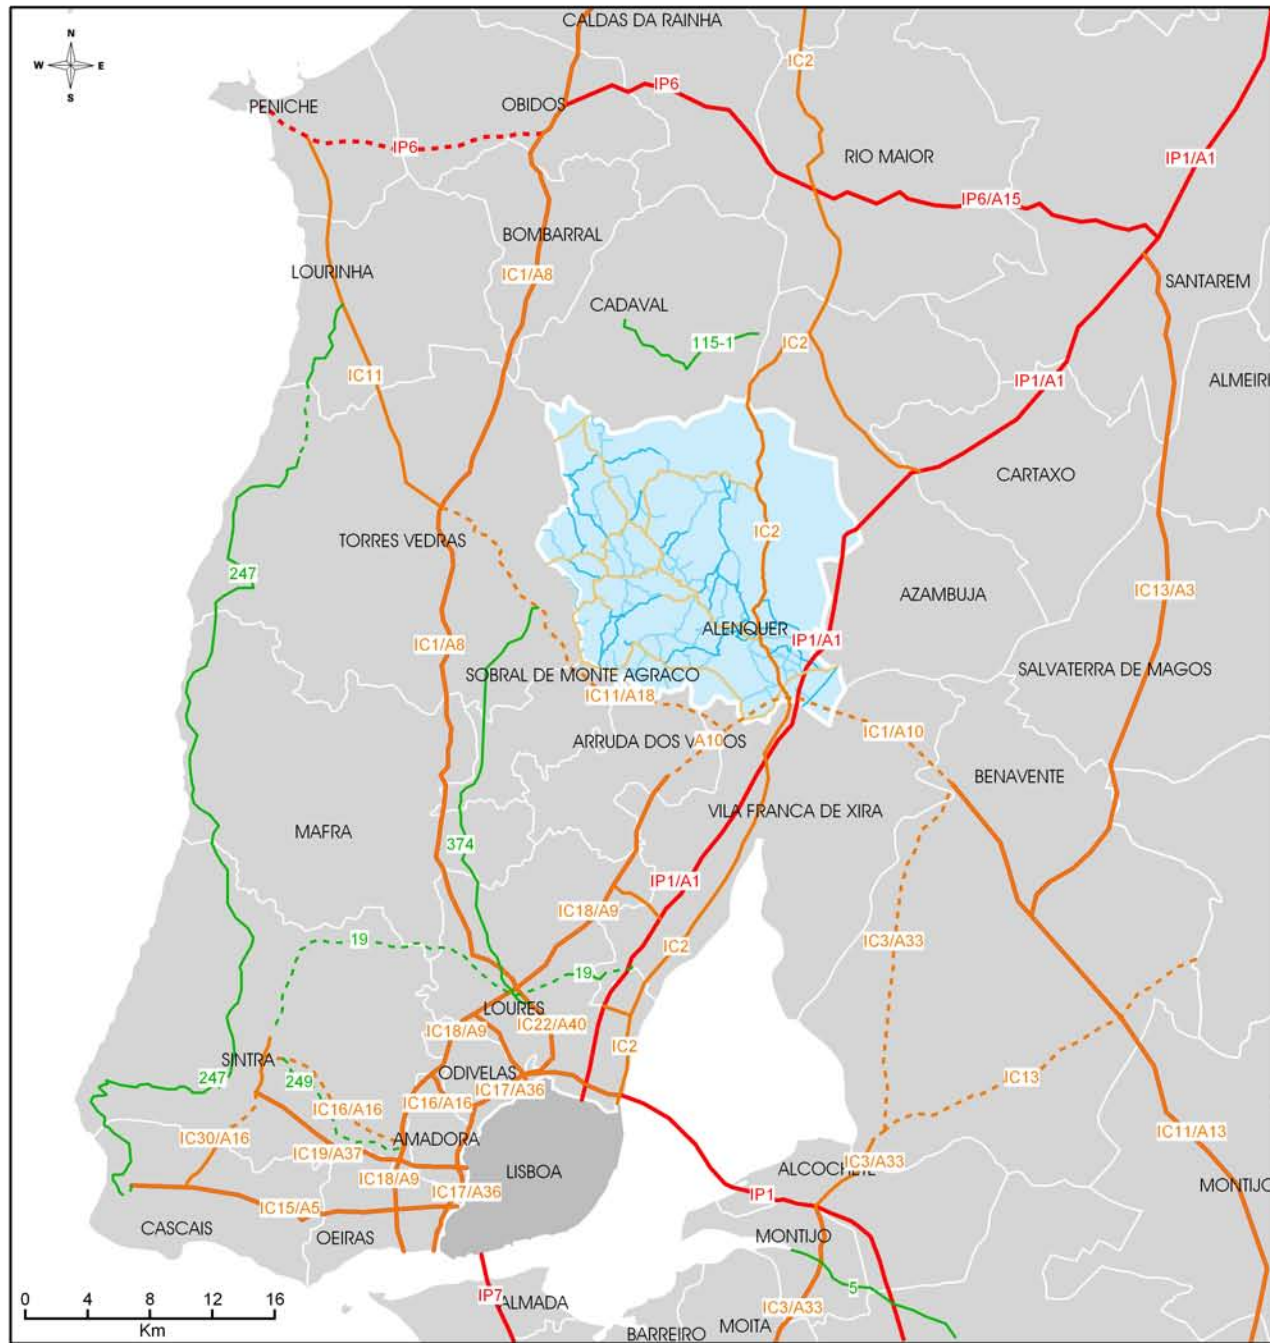 CALDAS DA RAINHA
N
W E
S
IC2
IP6
PENICHE
OBIDOS
IP6
RIO MAIOR
IP1/A1
IP6/A15
BOMBARRAL
LOURINHA
IC1/A8
SANTAREM
CADAVAL
115-1
IC2
IC11
IP1/A1
ALMEIRI
CARTAXO
IC2
TORRES VEDRAS
247
AZAMBUJA
IC13/A3
ALENQUER
IP1/A1
IC1/A8
SOBRAL DE MONTE AGRACO
SALVATERRA DE MAGOS
IC11/A18
IC1/A10
ARRUDA DOS V
A10
OS
BENAVENTE
VILA FRANCA DE XIRA
MAFRA
374
IP1/A1
IC18/A9
19
IC3/A33
IC2
19
LOURES
IC18/A9
IC22/A40
IC2
SINTRA
247
249
ODIVELAS
IC13
IC17/A36
IC16/A16
IC16/A16
IC30/A16
AMADORA
IC11/A13
IC19/A37
IC3/A33
LISBOA
ALCOCHETE
IC18/A9
MONTIJO
IC17/A36
IP1
IC15/A5
CASCAIS
OEIRAS
MONTIJO
5
IP7
ALMADA
IC3/A33
MOITA
BARREIRO
0 4 8 12 16
Km